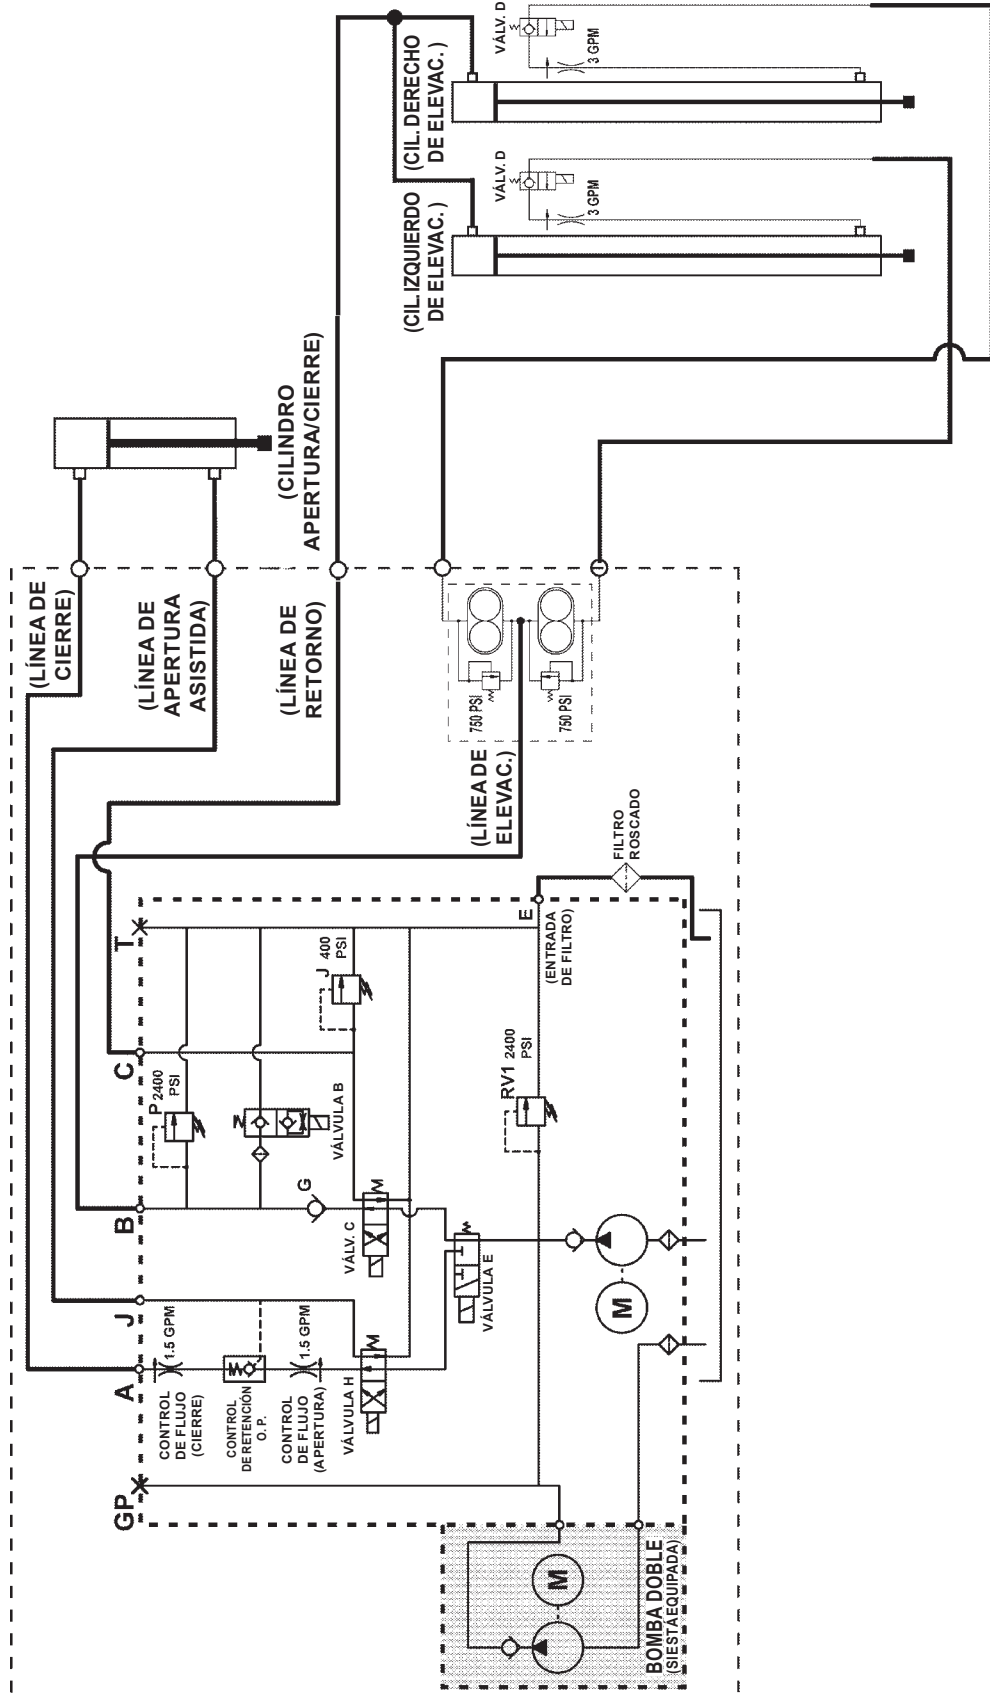 VÁLV. D
3 GPM
(CIL. DERECHO
DE ELEVAC. )
VÁLV. D
3 GPM
(CIL. IZQUIERDO
DE ELEVAC. )
(CILINDRO
APERTURA/CIERRE)
(LÍNEA DE
CIERRE)
(LÍNEA DE
APERTURA
ASISTIDA)
(LÍNEA DE
RETORNO)
750 PSI
750 PSI
(LÍNEA DE
ELEVAC.)
FILTRO
ROSCADO
T
E
(ENTRADA
DE FILTRO)
J 400
PSI
C
P 2400
PSI
VÁLVULA B
RV1 2400
PSI
B
G
VÁLV. C
VÁLVULA E
M
J
A
1.5 GPM
CONTROL
DE FLUJO
(CIERRE)
CONTROL
DE RETENCIÓN
O. P.
1.5 GPM
CONTROL
DE FLUJO
(APERTURA)
VÁLVULA H
GP
M
BOMBA DOBLE
(SI ESTÁ EQUIPADA)